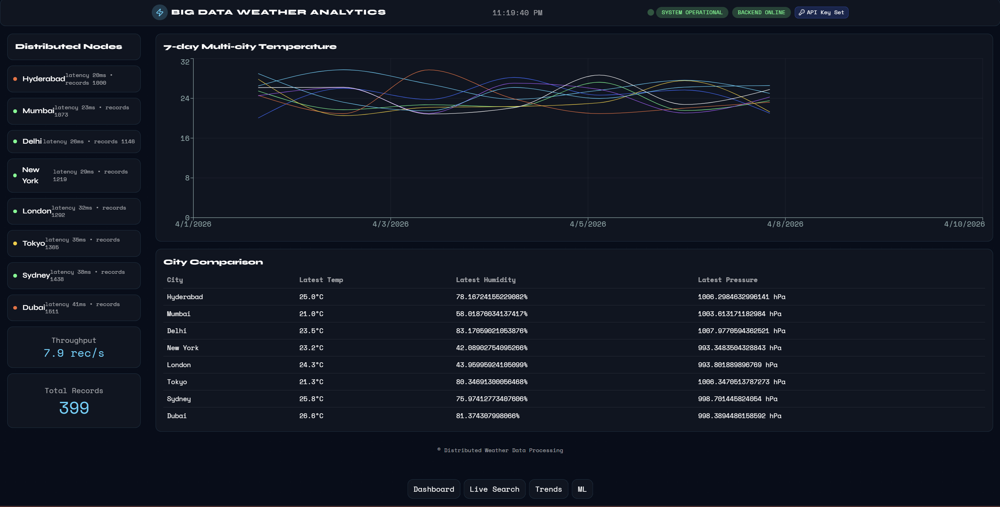 BIG DATA WEATHER ANALYTICS
11:19:40 PM
SYSTEM OPERATIONAL
BACKEND ONLINE
API Key Set
Distributed Nodes
Hyderabad
latency 20ms •
records 1000
Mumbai
latency 23ms • records
1073
Delhi latency 26ms • records 1146
New
York
latency 29ms • records
1219
London
latency 32ms • records
1292
Tokyo
latency 35ms • records
1365
Sydney
latency 38ms • records
1438
Dubai
latency 41ms • records
1511
Throughput
7.9 rec/s
Total Records
399
7-day Multi-city Temperature
32
24
16
8
0
4/1/2026 4/3/2026 4/5/2026 4/8/2026 4/10/2026
City Comparison
City Latest Temp Latest Humidity Latest Pressure
Hyderabad 25.0°C 78.16724155229082% 1006.2984632996141 hPa
Mumbai 21.0°C 58.01876034137417% 1003.613171182984 hPa
Delhi 23.5°C 83.17059021053876% 1007.9770594362521 hPa
New York 23.2°C 42.08902754095266% 993.3483504328843 hPa
London 24.3°C 43.95995924105099% 993.801889896769 hPa
Tokyo 21.3°C 80.34691300056468% 1006.3470513787273 hPa
Sydney 25.8°C 75.97412773407606% 998.701445824054 hPa
Dubai 26.6°C 81.374307998066% 998.3894486158592 hPa
© Distributed Weather Data Processing
Dashboard Live Search Trends ML